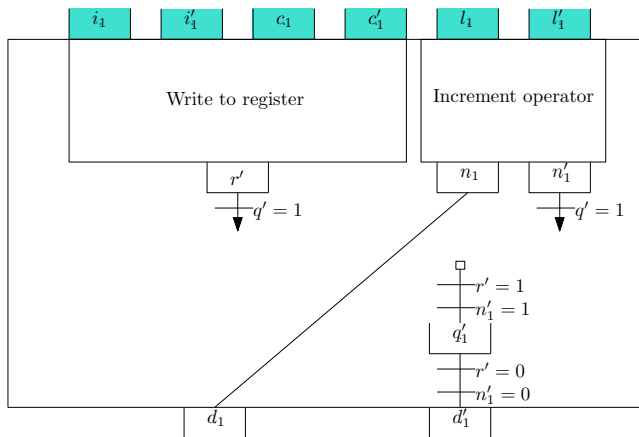 i₁ i′₁ c₁ c′₁ l₁ l′₁
Write to register Increment operator
r′ n₁ n′₁
q′ = 1 q′ = 1
r′ = 1
n′₁ = 1
q′₁
r′ = 0
n′₁ = 0
d₁ d′₁